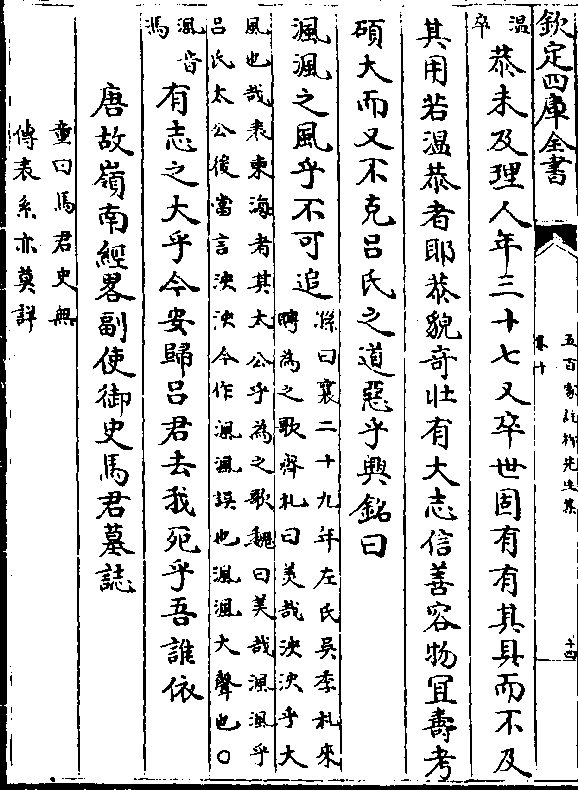 欽定四庫全書
五百家註柳先生集
卷十
十四
温
卒
恭未及理人年三十七又卒世固有有其具而不及
其用若温恭者耶恭貌竒壯有大志信善容物宜壽考
碩大而又不克吕氏之道惡乎興銘曰
渢渢之風乎不可追
孫曰襄二十九年左氏吳季札來
聘為之歌齊札曰美哉泱泱乎大
風也哉表東海者其太公乎為之歌魏曰美哉渢渢乎
吕氏太公後當言泱泱今作渢渢誤也渢渢大聲也○
渢音
馮
有志之大乎今安歸吕君去我死乎吾誰依
唐故嶺南經畧副使御史馬君墓誌
童曰馬君史無
傳表系亦莫詳